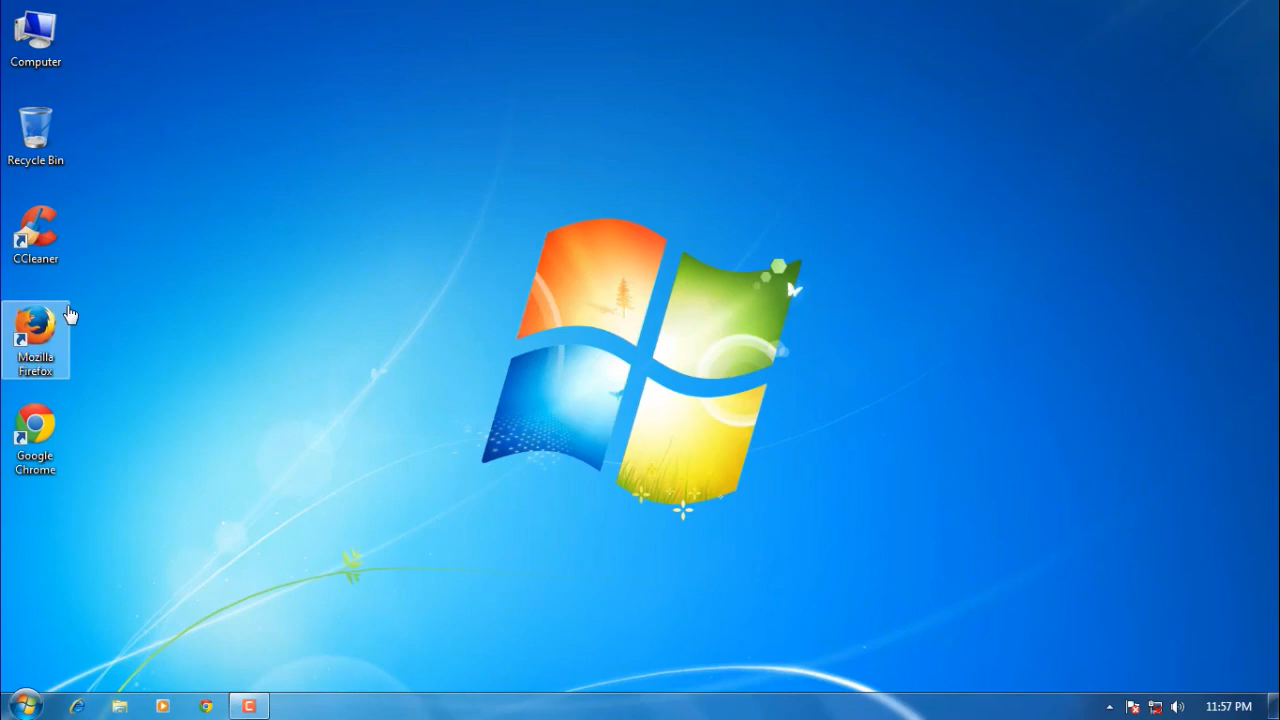 Computer
Recycle Bin
CCleaner
Mozilla
Firefox
Google
Chrome
11:57 PM